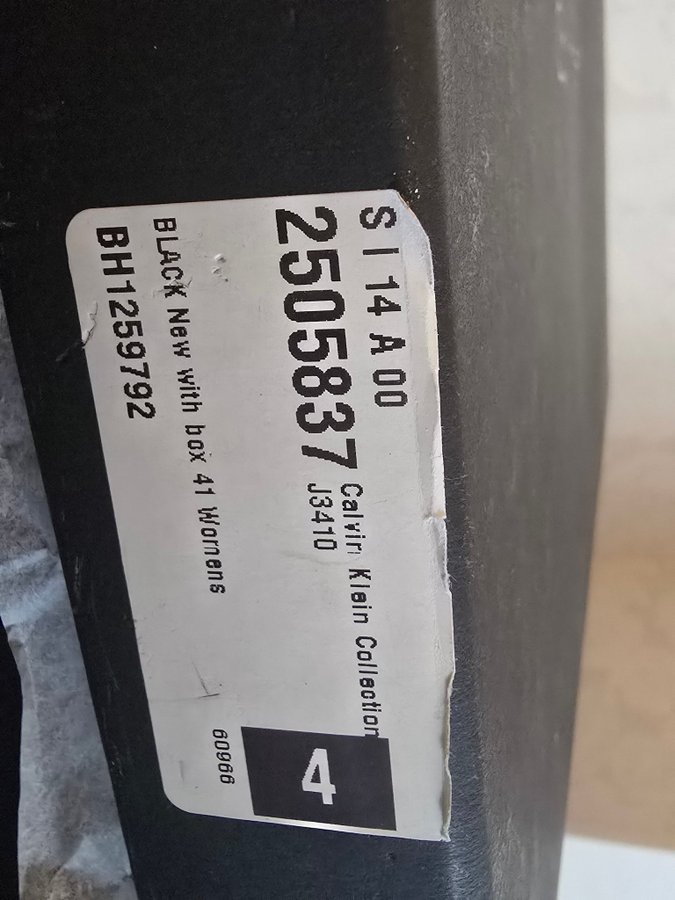 S I 14 A 00
2505837 Calvin Klein Collection
J3410
BLACK New with box 41 Womens
BH1259792
60966
4